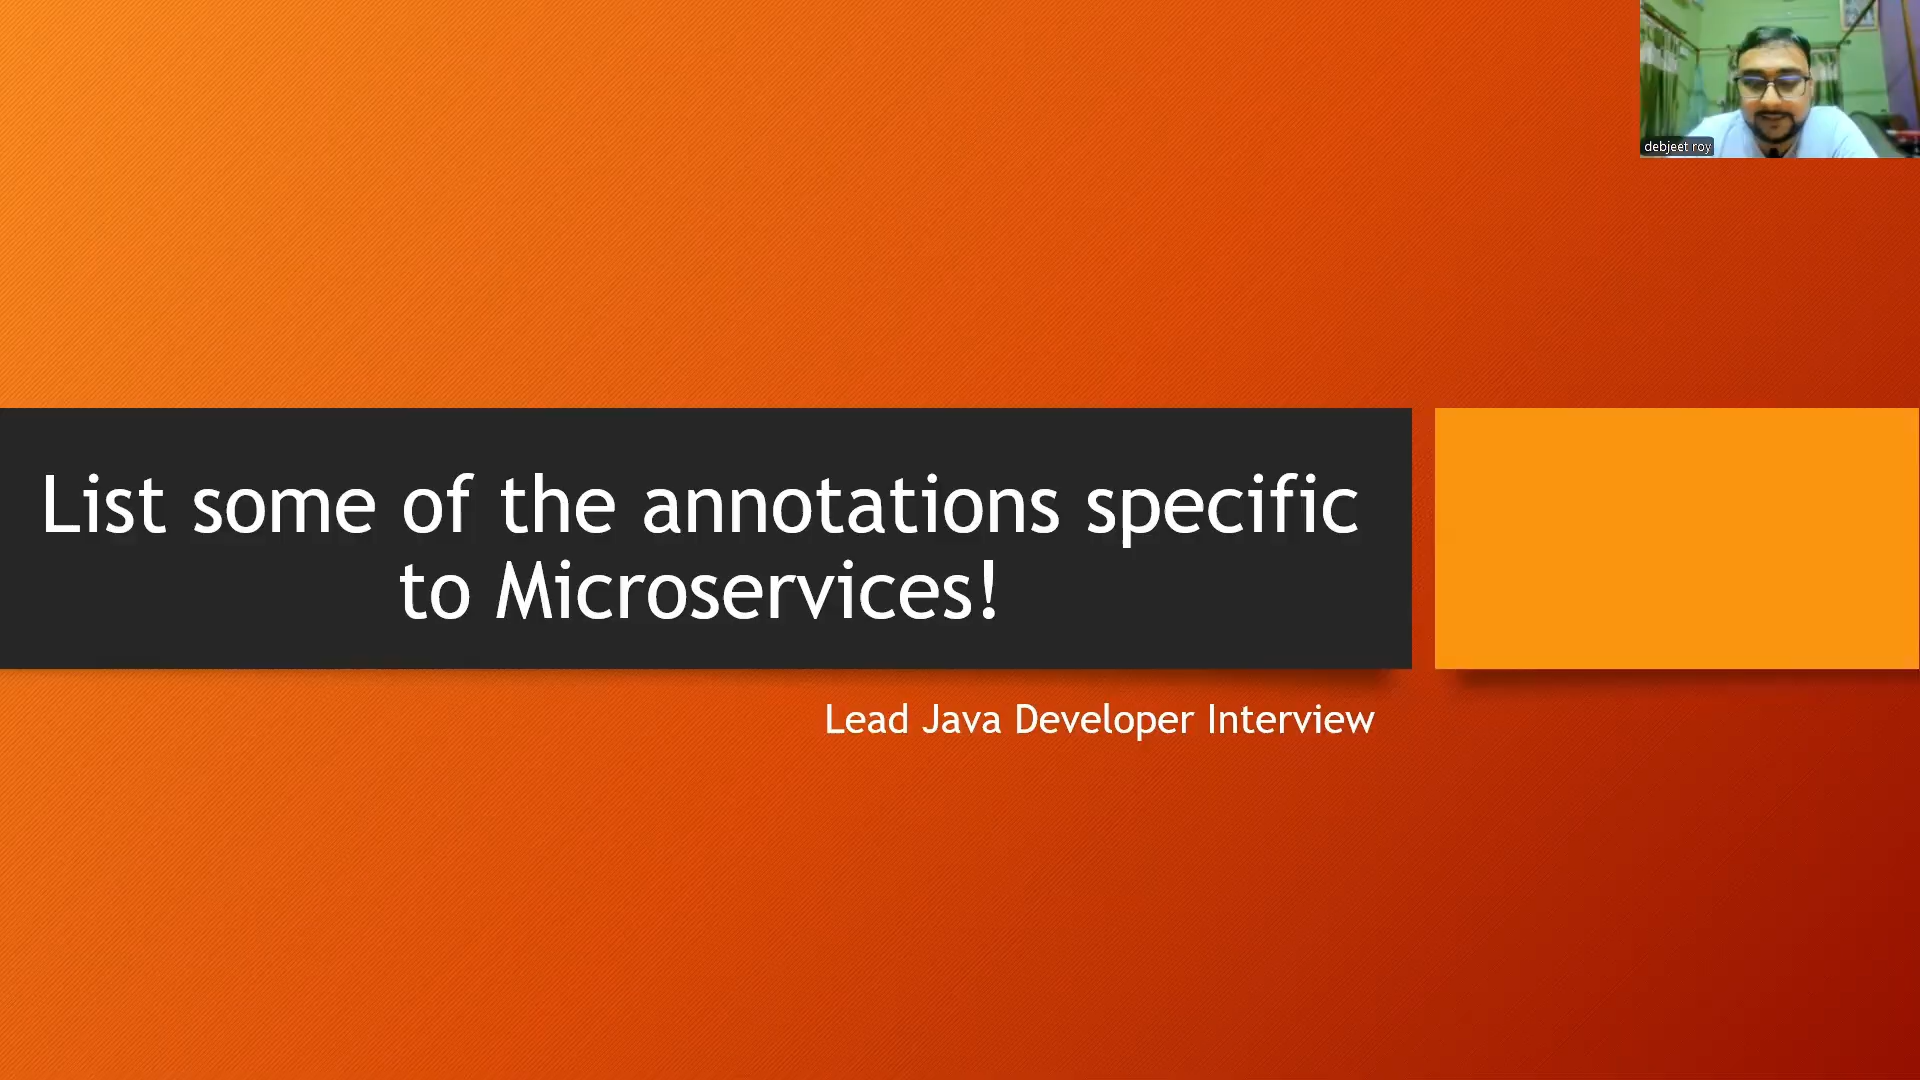 debjeet roy
List some of the annotations specific
to Microservices!
Lead Java Developer Interview